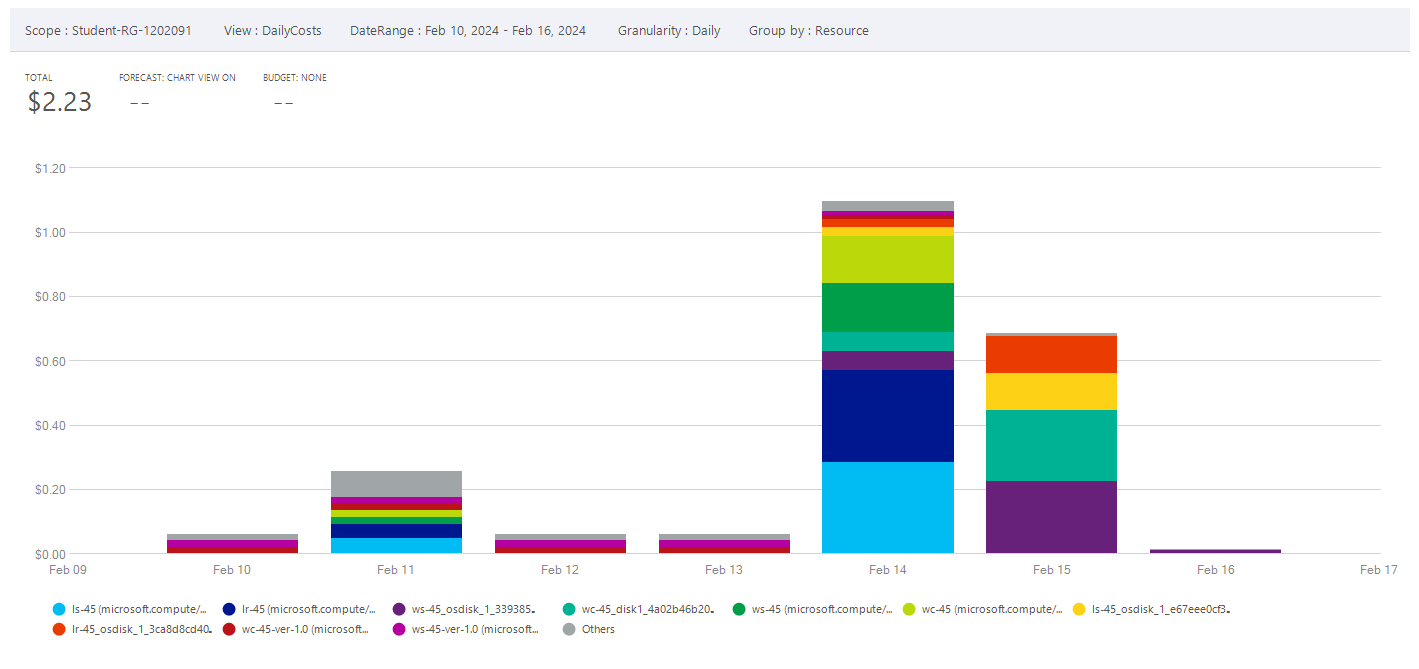 Scope : Student-RG-1202091 View : DailyCosts DateRange : Feb 10, 2024 - Feb 16, 2024 Granularity : Daily Group by : Resource
TOTAL FORECAST: CHART VIEW ON BUDGET: NONE
$2.23 -- --
$1.20
$1.00
$0.80
$0.60
$0.40
$0.20
$0.00
Feb 09 Feb 10 Feb 11 Feb 12 Feb 13 Feb 14 Feb 15 Feb 16 Feb 17
ls-45 (microsoft.compute/... lr-45 (microsoft.compute/... ws-45_osdisk_1_339385.. wc-45_disk1_4a02b46b20.. ws-45 (microsoft.compute/... wc-45 (microsoft.compute/... ls-45_osdisk_1_e67eee0cf3..
lr-45_osdisk_1_3ca8d8cd40.. wc-45-ver-1.0 (microsoft... ws-45-ver-1.0 (microsoft... Others